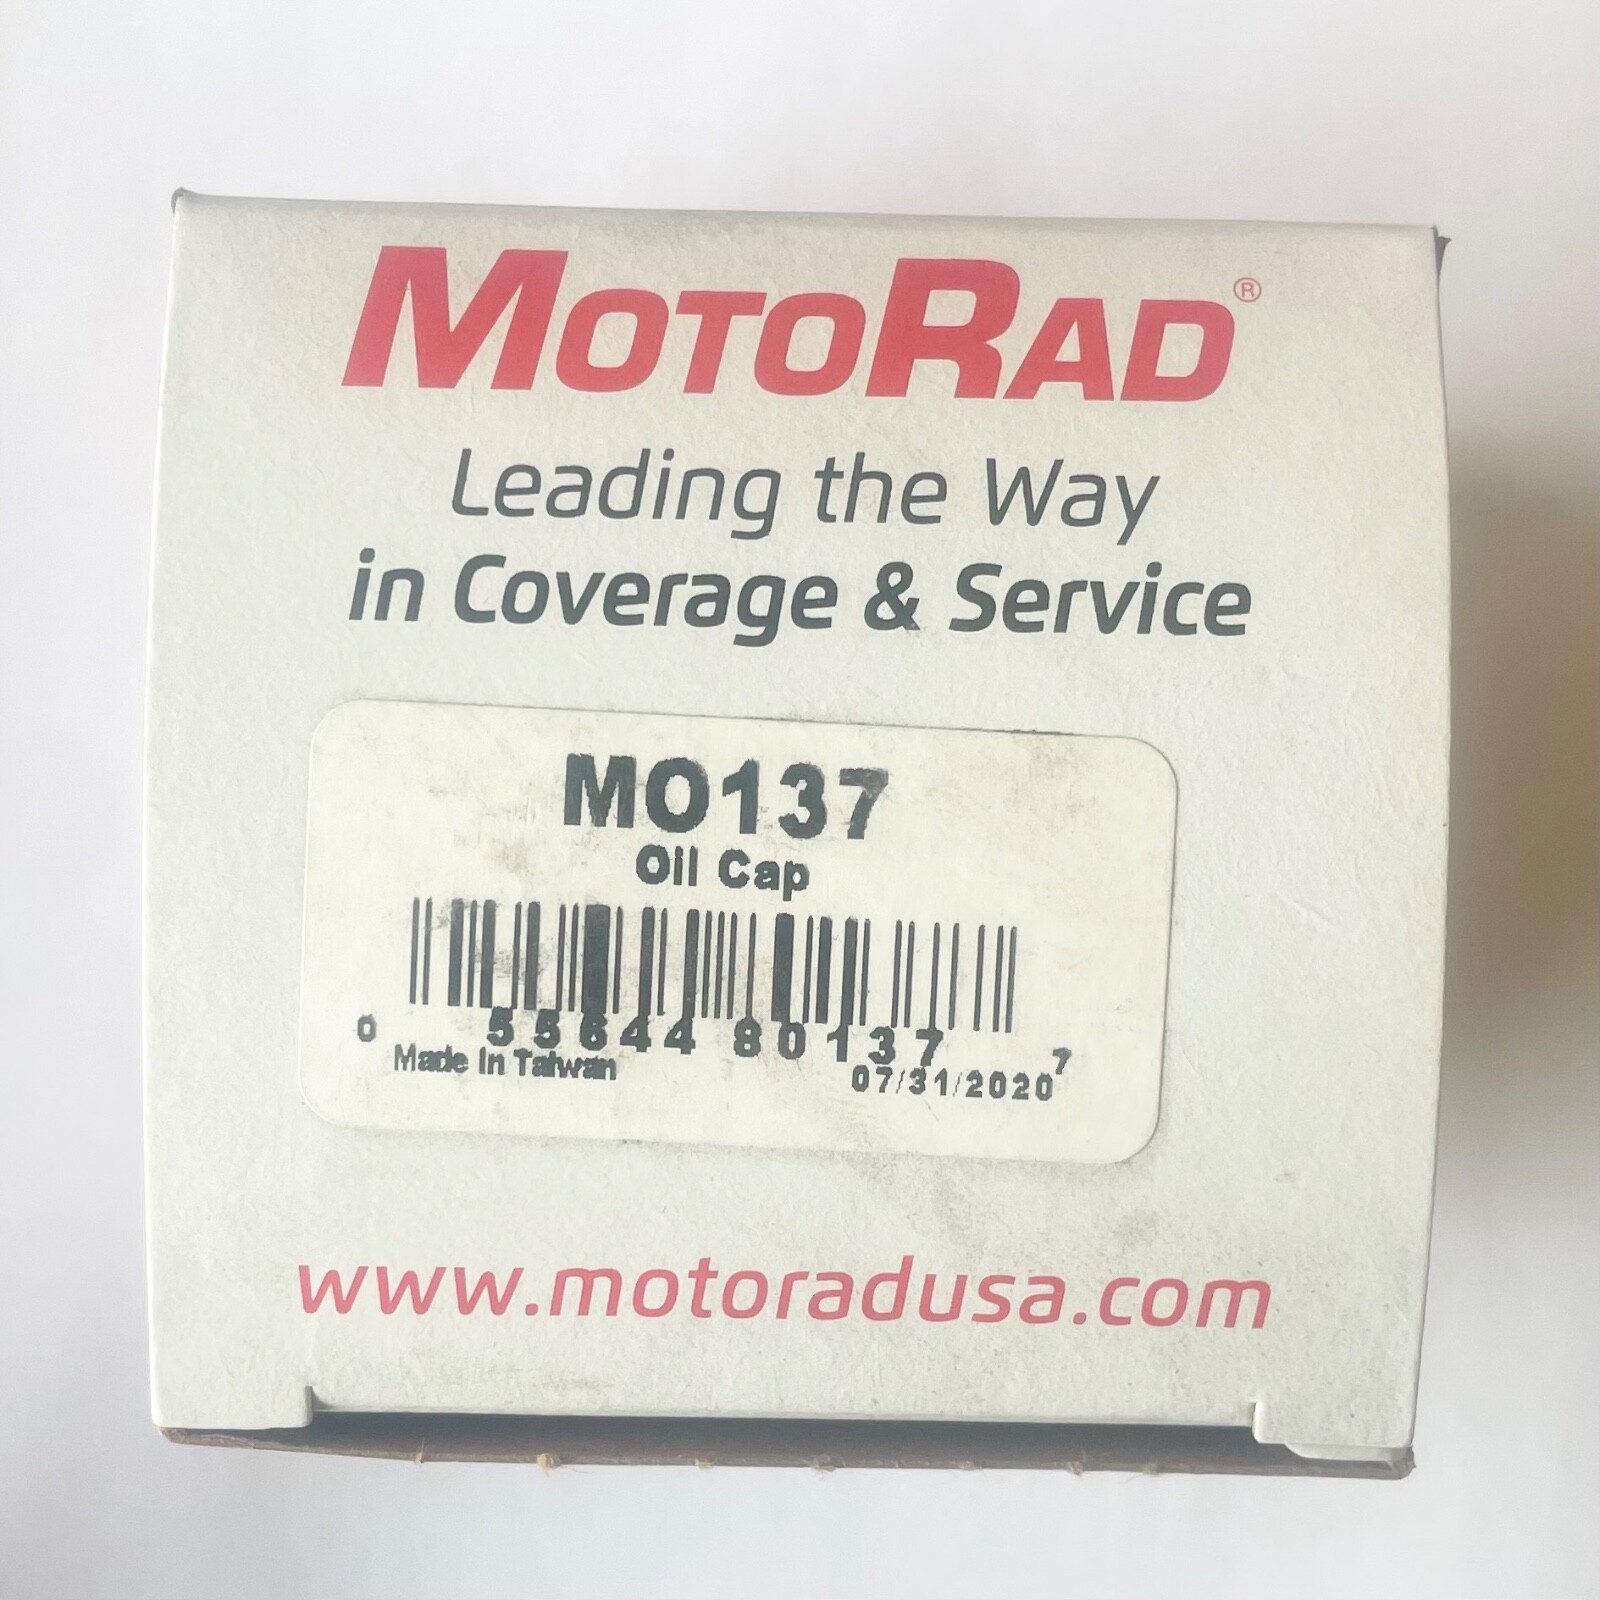 MOTORAD®
Leading the Way
in Coverage & Service
MO137
Oil Cap
0 55644 80137 7
Made In Taiwan
07/31/2020
www.motoradusa.com